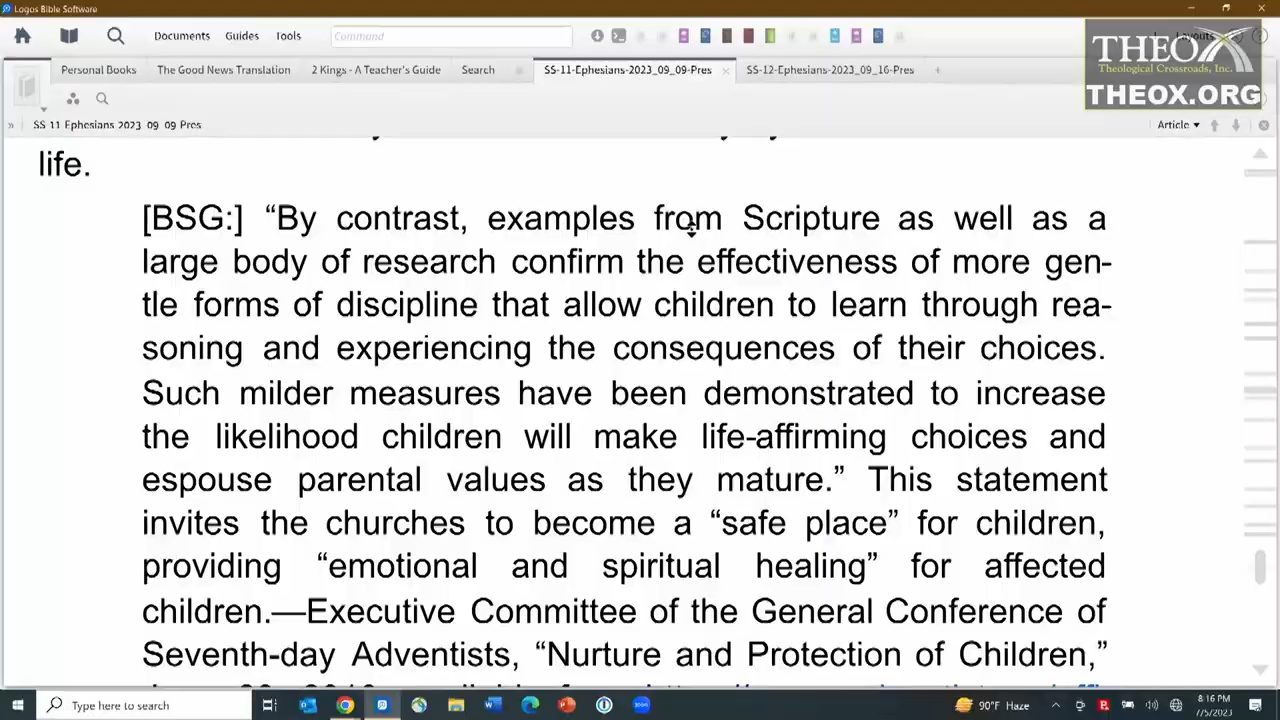 Logos Bible Software
Documents Guides Tools Command Layouts
THEOX
Theological Crossroads, Inc.
THEOX.ORG
Personal Books The Good News Translation 2 Kings - A Teacher's Guide Search SS-11-Ephesians-2023_09_09-Pres SS-12-Ephesians-2023_09_16-Pres
» SS-11-Ephesians-2023_09_09-Pres Article
life.
[BSG:] “By contrast, examples from Scripture as well as a
large body of research confirm the effectiveness of more gen-
tle forms of discipline that allow children to learn through rea-
soning and experiencing the consequences of their choices.
Such milder measures have been demonstrated to increase
the likelihood children will make life-affirming choices and
espouse parental values as they mature.” This statement
invites the churches to become a “safe place” for children,
providing “emotional and spiritual healing” for affected
children.—Executive Committee of the General Conference of
Seventh-day Adventists, “Nurture and Protection of Children,”
Type here to search
90°F Haze
8:16 PM
7/5/2023